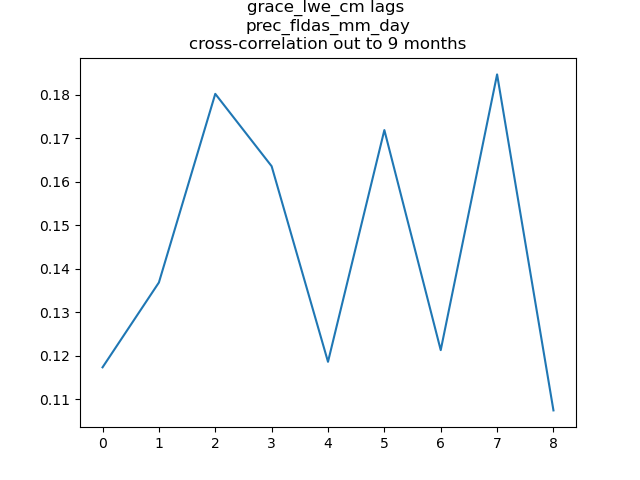 grace_lwe_cm lags
prec_fldas_mm_day
cross-correlation out to 9 months
0.18
0.17
0.16
0.15
0.14
0.13
0.12
0.11
0 1 2 3 4 5 6 7 8